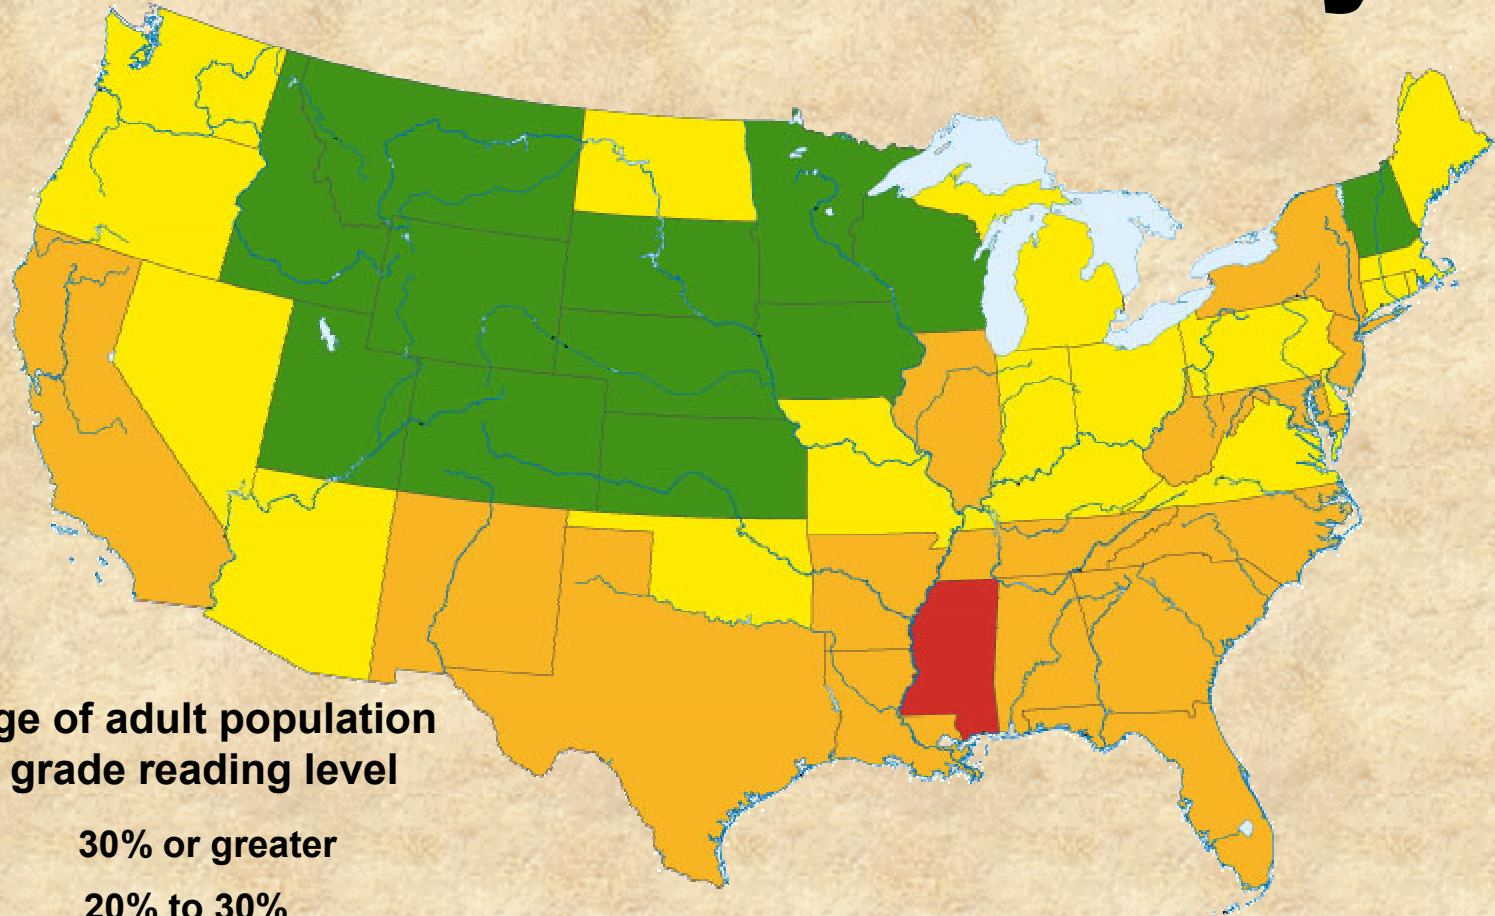 ge of adult population
grade reading level
30% or greater
20% to 30%